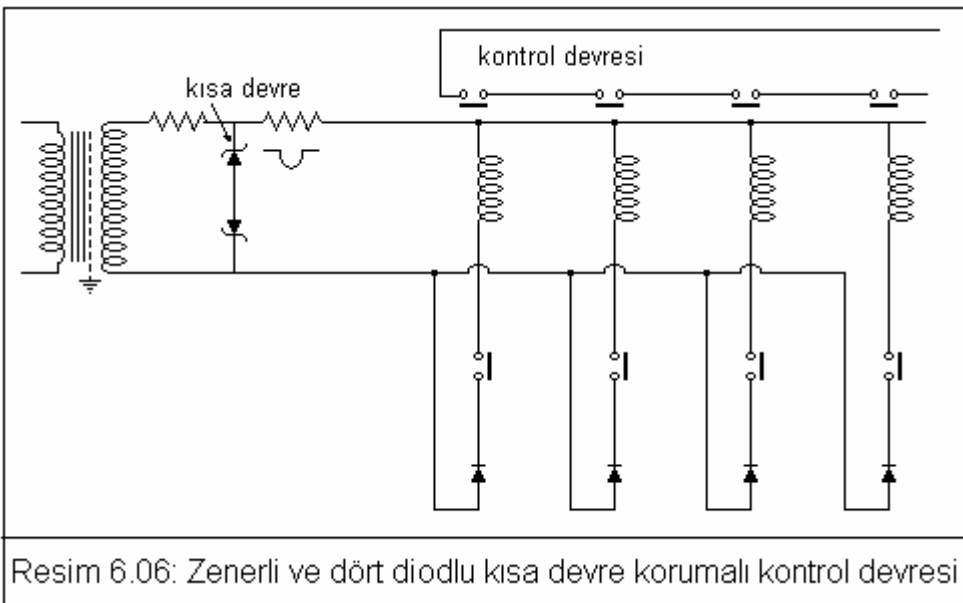 kontrol devresi
kısa devre
Resim 6.06: Zenerli ve dört diodlu kısa devre korumalı kontrol devresi